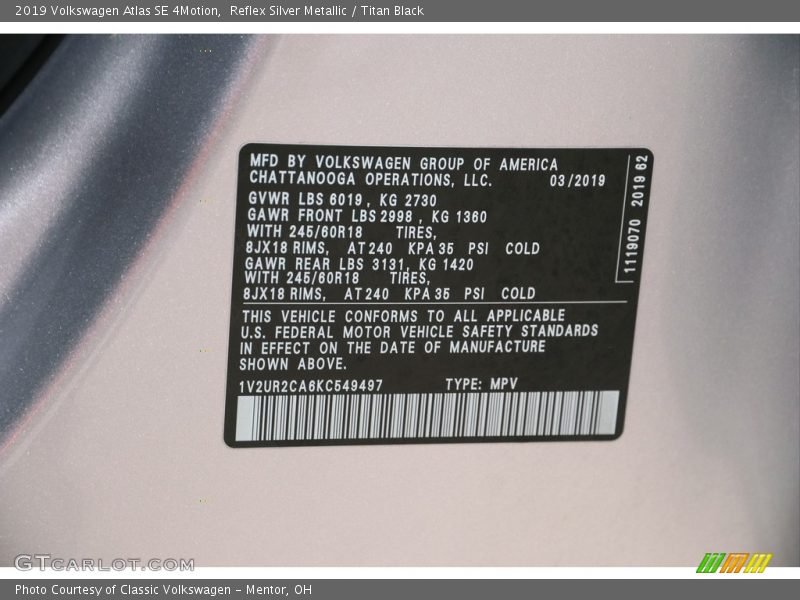 2019 Volkswagen Atlas SE 4Motion, Reflex Silver Metallic / Titan Black
MFD BY VOLKSWAGEN GROUP OF AMERICA
CHATTANOOGA OPERATIONS, LLC. 03/2019
GVWR LBS 6019, KG 2730
GAWR FRONT LBS 2998, KG 1360
WITH 245/60R18 TIRES,
8JX18 RIMS, AT 240 KPA 35 PSI COLD
GAWR REAR LBS 3131, KG 1420
WITH 245/60R18 TIRES,
8JX18 RIMS, AT 240 KPA 35 PSI COLD
1119070 2019 62
THIS VEHICLE CONFORMS TO ALL APPLICABLE
U.S. FEDERAL MOTOR VEHICLE SAFETY STANDARDS
IN EFFECT ON THE DATE OF MANUFACTURE
SHOWN ABOVE.
1V2UR2CA6KC549497 TYPE: MPV
GTCARLOT.COM
Photo Courtesy of Classic Volkswagen - Mentor, OH